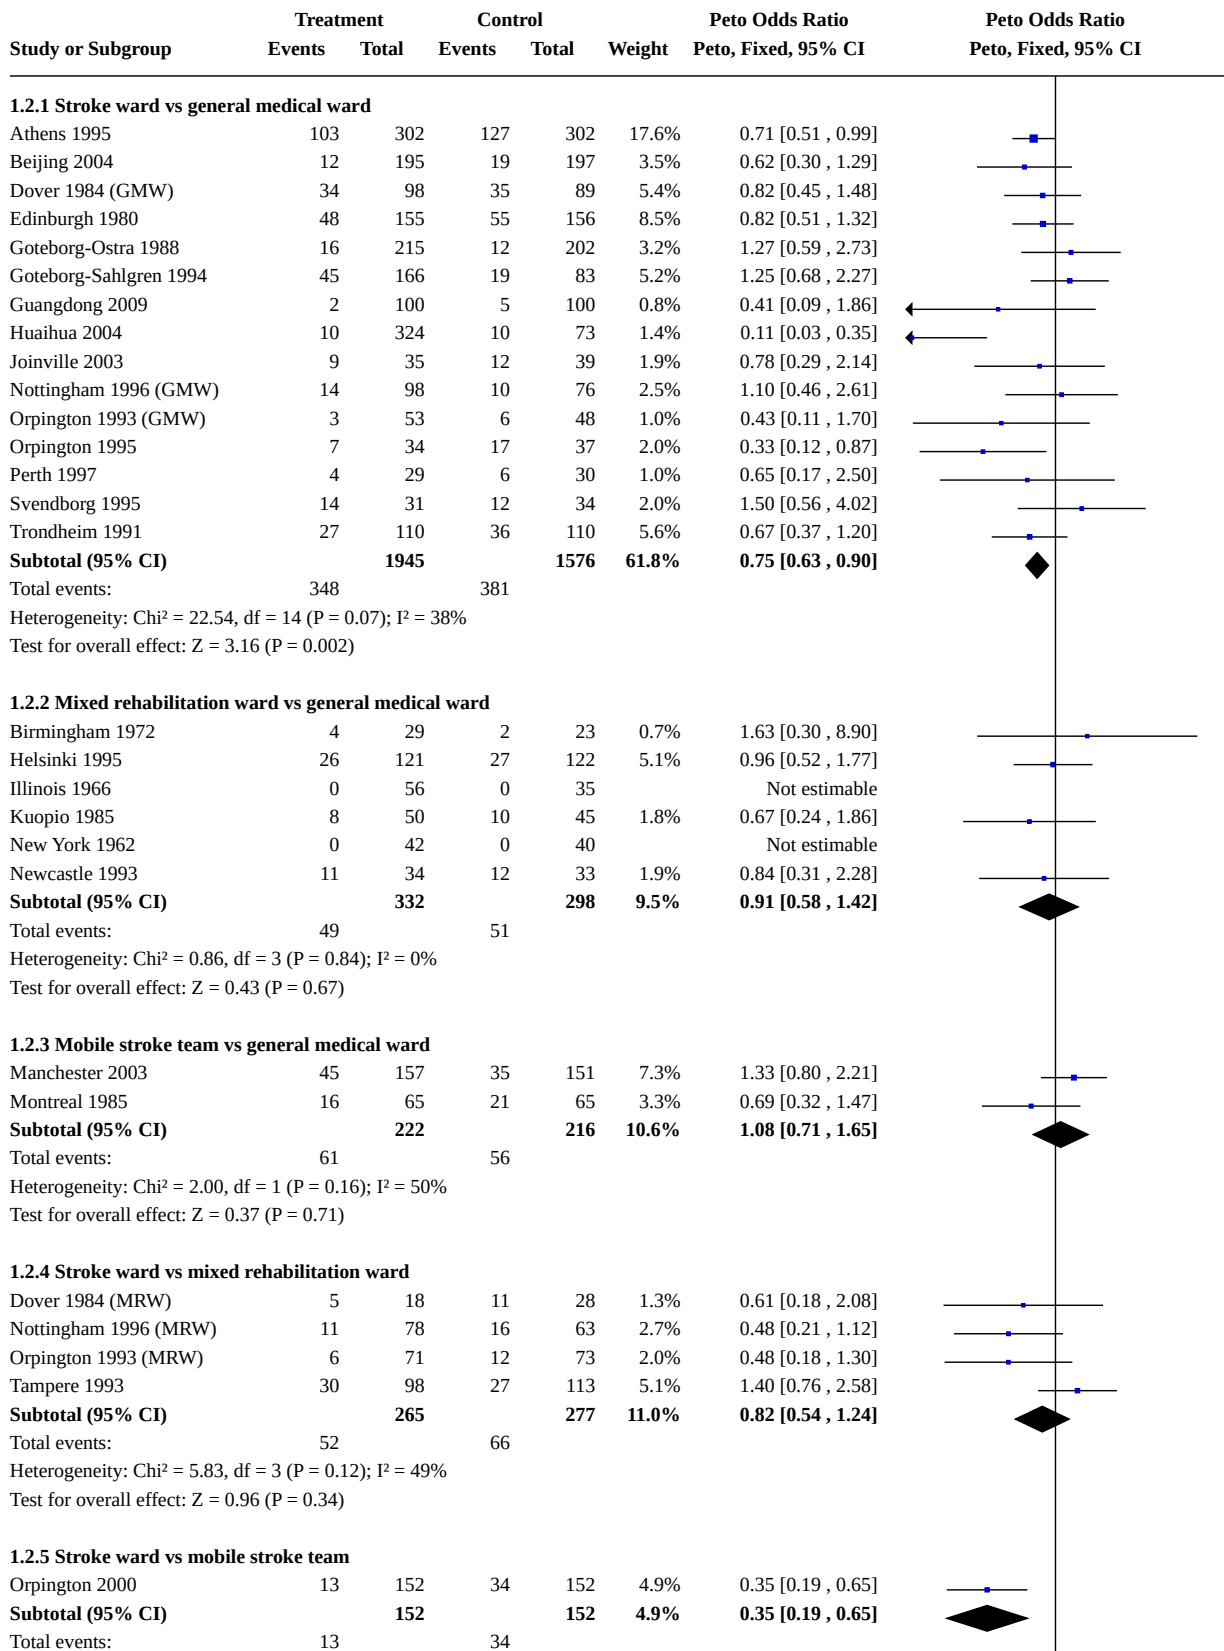 Treatment Control Peto Odds Ratio Peto Odds Ratio
Study or Subgroup Events Total Events Total Weight Peto, Fixed, 95% CI Peto, Fixed, 95% CI
1.2.1 Stroke ward vs general medical ward
Athens 1995 103 302 127 302 17.6% 0.71 [0.51 , 0.99]
Beijing 2004 12 195 19 197 3.5% 0.62 [0.30 , 1.29]
Dover 1984 (GMW) 34 98 35 89 5.4% 0.82 [0.45 , 1.48]
Edinburgh 1980 48 155 55 156 8.5% 0.82 [0.51 , 1.32]
Goteborg-Ostra 1988 16 215 12 202 3.2% 1.27 [0.59 , 2.73]
Goteborg-Sahlgren 1994 45 166 19 83 5.2% 1.25 [0.68 , 2.27]
Guangdong 2009 2 100 5 100 0.8% 0.41 [0.09 , 1.86]
Huaihua 2004 10 324 10 73 1.4% 0.11 [0.03 , 0.35]
Joinville 2003 9 35 12 39 1.9% 0.78 [0.29 , 2.14]
Nottingham 1996 (GMW) 14 98 10 76 2.5% 1.10 [0.46 , 2.61]
Orpington 1993 (GMW) 3 53 6 48 1.0% 0.43 [0.11 , 1.70]
Orpington 1995 7 34 17 37 2.0% 0.33 [0.12 , 0.87]
Perth 1997 4 29 6 30 1.0% 0.65 [0.17 , 2.50]
Svendborg 1995 14 31 12 34 2.0% 1.50 [0.56 , 4.02]
Trondheim 1991 27 110 36 110 5.6% 0.67 [0.37 , 1.20]
Subtotal (95% CI) 1945 1576 61.8% 0.75 [0.63 , 0.90]
Total events: 348 381
Heterogeneity: Chi² = 22.54, df = 14 (P = 0.07); I² = 38%
Test for overall effect: Z = 3.16 (P = 0.002)
1.2.2 Mixed rehabilitation ward vs general medical ward
Birmingham 1972 4 29 2 23 0.7% 1.63 [0.30 , 8.90]
Helsinki 1995 26 121 27 122 5.1% 0.96 [0.52 , 1.77]
Illinois 1966 0 56 0 35 Not estimable
Kuopio 1985 8 50 10 45 1.8% 0.67 [0.24 , 1.86]
New York 1962 0 42 0 40 Not estimable
Newcastle 1993 11 34 12 33 1.9% 0.84 [0.31 , 2.28]
Subtotal (95% CI) 332 298 9.5% 0.91 [0.58 , 1.42]
Total events: 49 51
Heterogeneity: Chi² = 0.86, df = 3 (P = 0.84); I² = 0%
Test for overall effect: Z = 0.43 (P = 0.67)
1.2.3 Mobile stroke team vs general medical ward
Manchester 2003 45 157 35 151 7.3% 1.33 [0.80 , 2.21]
Montreal 1985 16 65 21 65 3.3% 0.69 [0.32 , 1.47]
Subtotal (95% CI) 222 216 10.6% 1.08 [0.71 , 1.65]
Total events: 61 56
Heterogeneity: Chi² = 2.00, df = 1 (P = 0.16); I² = 50%
Test for overall effect: Z = 0.37 (P = 0.71)
1.2.4 Stroke ward vs mixed rehabilitation ward
Dover 1984 (MRW) 5 18 11 28 1.3% 0.61 [0.18 , 2.08]
Nottingham 1996 (MRW) 11 78 16 63 2.7% 0.48 [0.21 , 1.12]
Orpington 1993 (MRW) 6 71 12 73 2.0% 0.48 [0.18 , 1.30]
Tampere 1993 30 98 27 113 5.1% 1.40 [0.76 , 2.58]
Subtotal (95% CI) 265 277 11.0% 0.82 [0.54 , 1.24]
Total events: 52 66
Heterogeneity: Chi² = 5.83, df = 3 (P = 0.12); I² = 49%
Test for overall effect: Z = 0.96 (P = 0.34)
1.2.5 Stroke ward vs mobile stroke team
Orpington 2000 13 152 34 152 4.9% 0.35 [0.19 , 0.65]
Subtotal (95% CI) 152 152 4.9% 0.35 [0.19 , 0.65]
Total events: 13 34